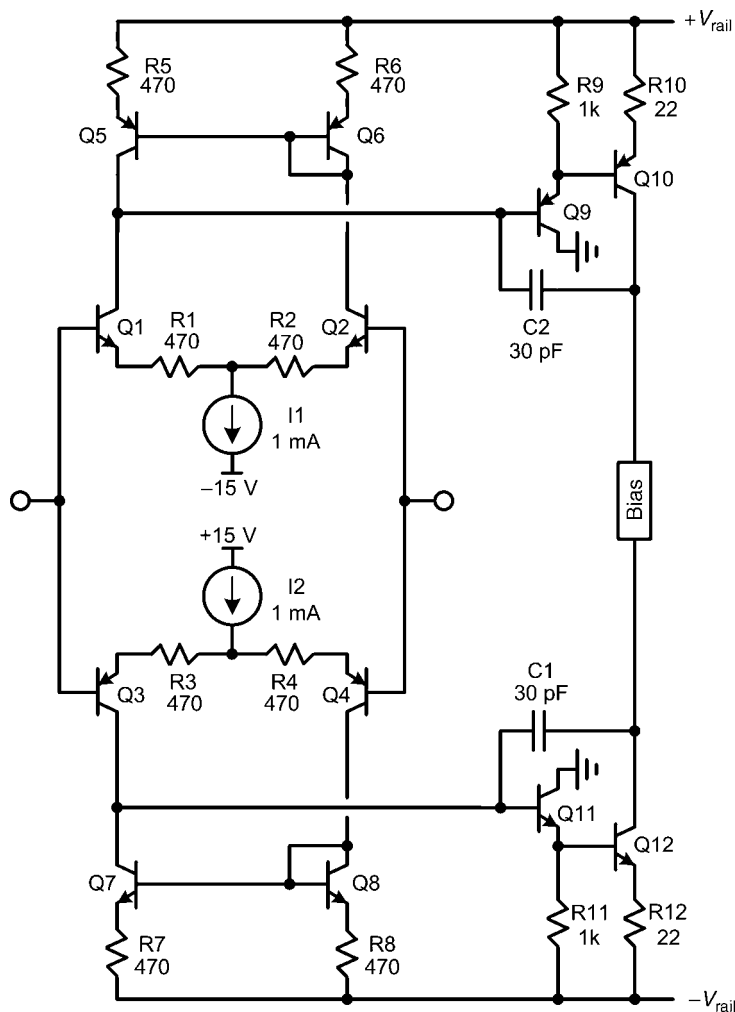 +Vrail
R5
470
R6
470
R9
1k
R10
22
Q5
Q6
Q10
Q9
Q1
R1
470
R2
470
Q2
C2
30 pF
I1
1 mA
−15 V
Bias
+15 V
I2
1 mA
Q3
R3
470
R4
470
Q4
C1
30 pF
Q11
Q12
Q7
Q8
R7
470
R8
470
R11
1k
R12
22
−Vrail